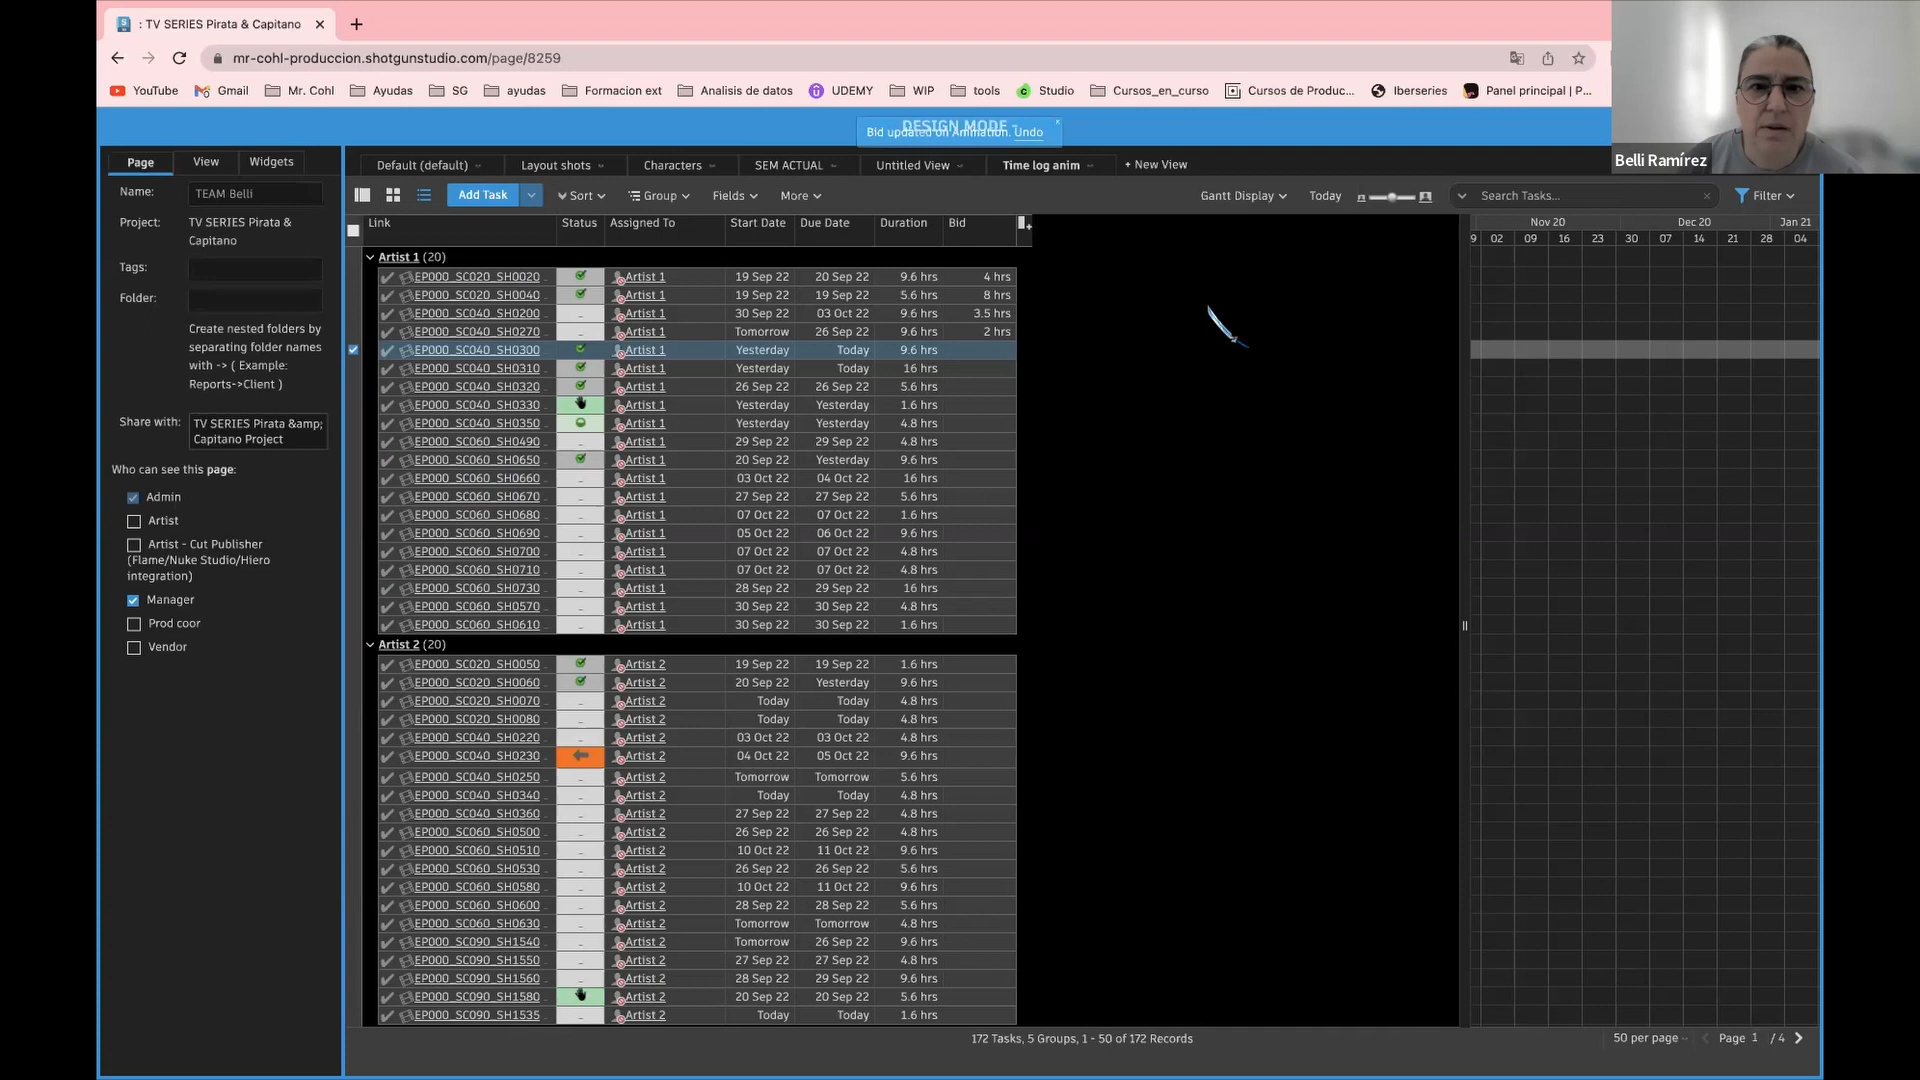 : TV SERIES Pirata & Capitano
mr-cohl-produccion.shotgunstudio.com/page/8259
YouTube Gmail Mr. Cohl Ayudas SG ayudas Formacion ext Analisis de datos UDEMY WIP tools Studio Cursos_en_curso Cursos de Produc... Iberseries Panel principal | P...
Belli Ramírez
DESIGN MODE -
Bid updated on Animation. Undo
Page View Widgets
Name: TEAM Belli
Project: TV SERIES Pirata &
Capitano
Tags:
Folder:
Create nested folders by
separating folder names
with -> ( Example:
Reports->Client )
Share with: TV SERIES Pirata &amp;
Capitano Project
Who can see this page:
Admin
Artist
Artist - Cut Publisher
(Flame/Nuke Studio/Hiero
integration)
Manager
Prod coor
Vendor
Default (default) Layout shots Characters SEM ACTUAL Untitled View Time log anim + New View
Add Task Sort Group Fields More Gantt Display Today Search Tasks... Filter
Link Status Assigned To Start Date Due Date Duration Bid
Nov 20 Dec 20 Jan 21
9 02 09 16 23 30 07 14 21 28 04
Artist 1 (20)
EP000_SC020_SH0020 Artist 1 19 Sep 22 20 Sep 22 9.6 hrs 4 hrs
EP000_SC020_SH0040 Artist 1 19 Sep 22 19 Sep 22 5.6 hrs 8 hrs
EP000_SC040_SH0200 Artist 1 30 Sep 22 03 Oct 22 9.6 hrs 3.5 hrs
EP000_SC040_SH0270 Artist 1 Tomorrow 26 Sep 22 9.6 hrs 2 hrs
EP000_SC040_SH0300 Artist 1 Yesterday Today 9.6 hrs
EP000_SC040_SH0310 Artist 1 Yesterday Today 16 hrs
EP000_SC040_SH0320 Artist 1 26 Sep 22 26 Sep 22 5.6 hrs
EP000_SC040_SH0330 Artist 1 Yesterday Yesterday 1.6 hrs
EP000_SC040_SH0350 Artist 1 Yesterday Yesterday 4.8 hrs
EP000_SC060_SH0490 Artist 1 29 Sep 22 29 Sep 22 4.8 hrs
EP000_SC060_SH0650 Artist 1 20 Sep 22 Yesterday 9.6 hrs
EP000_SC060_SH0660 Artist 1 03 Oct 22 04 Oct 22 16 hrs
EP000_SC060_SH0670 Artist 1 27 Sep 22 27 Sep 22 5.6 hrs
EP000_SC060_SH0680 Artist 1 07 Oct 22 07 Oct 22 1.6 hrs
EP000_SC060_SH0690 Artist 1 05 Oct 22 06 Oct 22 9.6 hrs
EP000_SC060_SH0700 Artist 1 07 Oct 22 07 Oct 22 4.8 hrs
EP000_SC060_SH0710 Artist 1 07 Oct 22 07 Oct 22 4.8 hrs
EP000_SC060_SH0730 Artist 1 28 Sep 22 29 Sep 22 16 hrs
EP000_SC060_SH0570 Artist 1 30 Sep 22 30 Sep 22 4.8 hrs
EP000_SC060_SH0610 Artist 1 30 Sep 22 30 Sep 22 1.6 hrs
Artist 2 (20)
EP000_SC020_SH0050 Artist 2 19 Sep 22 19 Sep 22 1.6 hrs
EP000_SC020_SH0060 Artist 2 20 Sep 22 Yesterday 9.6 hrs
EP000_SC020_SH0070 Artist 2 Today Today 4.8 hrs
EP000_SC020_SH0080 Artist 2 Today Today 4.8 hrs
EP000_SC040_SH0220 Artist 2 03 Oct 22 03 Oct 22 4.8 hrs
EP000_SC040_SH0230 Artist 2 04 Oct 22 05 Oct 22 9.6 hrs
EP000_SC040_SH0250 Artist 2 Tomorrow Tomorrow 5.6 hrs
EP000_SC040_SH0340 Artist 2 Today Today 4.8 hrs
EP000_SC040_SH0360 Artist 2 27 Sep 22 27 Sep 22 4.8 hrs
EP000_SC060_SH0500 Artist 2 26 Sep 22 26 Sep 22 4.8 hrs
EP000_SC060_SH0510 Artist 2 10 Oct 22 11 Oct 22 9.6 hrs
EP000_SC060_SH0530 Artist 2 26 Sep 22 26 Sep 22 5.6 hrs
EP000_SC060_SH0580 Artist 2 10 Oct 22 11 Oct 22 9.6 hrs
EP000_SC060_SH0600 Artist 2 28 Sep 22 28 Sep 22 5.6 hrs
EP000_SC060_SH0630 Artist 2 Tomorrow Tomorrow 4.8 hrs
EP000_SC090_SH1540 Artist 2 Tomorrow 26 Sep 22 9.6 hrs
EP000_SC090_SH1550 Artist 2 27 Sep 22 27 Sep 22 4.8 hrs
EP000_SC090_SH1560 Artist 2 28 Sep 22 29 Sep 22 9.6 hrs
EP000_SC090_SH1580 Artist 2 20 Sep 22 20 Sep 22 5.6 hrs
EP000_SC090_SH1535 Artist 2 Today Today 1.6 hrs
172 Tasks, 5 Groups, 1 - 50 of 172 Records
50 per page Page 1 / 4